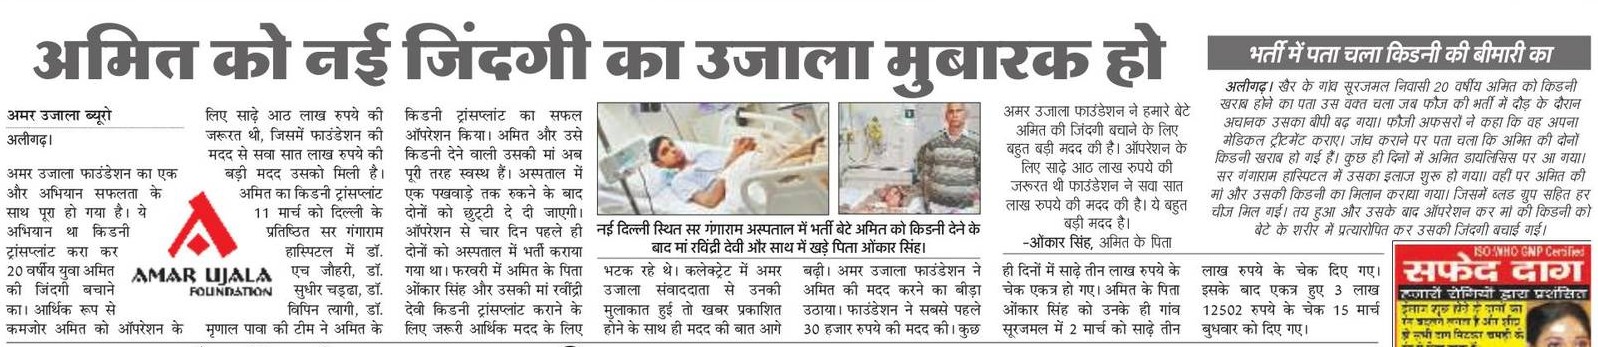 अमित को नई जिंदगी का उजाला मुबारक हो
अमर उजाला ब्यूरो
अलीगढ़।
अमर उजाला फाउंडेशन का एक
और अभियान सफलता के
साथ पूरा हो गया है। ये
अभियान था किडनी
ट्रांसप्लांट करा कर
20 वर्षीय युवा अमित
की जिंदगी बचाने
का। आर्थिक रूप से
कमजोर अमित को ऑपरेशन के
लिए साढ़े आठ लाख रुपये की
जरूरत थी, जिसमें फाउंडेशन की
मदद से सवा सात लाख रुपये की
बड़ी मदद उसको मिली है।
अमित का किडनी ट्रांसप्लांट
11 मार्च को दिल्ली के
प्रतिष्ठित सर गंगाराम
हास्पिटल में डॉ.
एच जौहरी, डॉ.
सुधीर चड्ढा, डॉ.
विपिन त्यागी, डॉ.
मृणाल पावा की टीम ने अमित के
AMAR UJALA
FOUNDATION
किडनी ट्रांसप्लांट का सफल
ऑपरेशन किया। अमित और उसे
किडनी देने वाली उसकी मां अब
पूरी तरह स्वस्थ हैं। अस्पताल में
एक पखवाड़े तक रुकने के बाद
दोनों को छुट्टी दे दी जाएगी।
ऑपरेशन से चार दिन पहले ही
दोनों को अस्पताल में भर्ती कराया
गया था। फरवरी में अमित के पिता
ओंकार सिंह और उसकी मां रवींद्री
देवी किडनी ट्रांसप्लांट कराने के
लिए जरूरी आर्थिक मदद के लिए
नई दिल्ली स्थित सर गंगाराम अस्पताल में भर्ती बेटे अमित को किडनी देने के
बाद मां रविंद्री देवी और साथ में खड़े पिता ओंकार सिंह।
भटक रहे थे। कलेक्ट्रेट में अमर
उजाला संवाददाता से उनकी
मुलाकात हुई तो खबर प्रकाशित
होने के साथ ही मदद की बात आगे
बढ़ी। अमर उजाला फाउंडेशन ने
अमित की मदद करने का बीड़ा
उठाया। फाउंडेशन ने सबसे पहले
30 हजार रुपये की मदद की। कुछ
अमर उजाला फाउंडेशन ने हमारे बेटे
अमित की जिंदगी बचाने के लिए
बहुत बड़ी मदद की है। ऑपरेशन के
लिए साढ़े आठ लाख रुपये की
जरूरत थी फाउंडेशन ने सवा सात
लाख रुपये की मदद की है। ये बहुत
बड़ी मदद है।
-ओंकार सिंह, अमित के पिता
ही दिनों में साढ़े तीन लाख रुपये के
चेक एकत्र हो गए। अमित के पिता
ओंकार सिंह को उनके ही गांव
सूरजमल में 2 मार्च को साढ़े तीन
लाख रुपये के चेक दिए गए।
इसके बाद एकत्र हुए 3 लाख
12502 रुपये के चेक 15 मार्च
बुधवार को दिए गए।
भर्ती में पता चला किडनी की बीमारी का
अलीगढ़। खैर के गांव सूरजमल निवासी 20 वर्षीय अमित को किडनी
खराब होने का पता उस वक्त चला जब फौज की भर्ती में दौड़ के दौरान
अचानक उसका बीपी बढ़ गया। फौजी अफसरों ने कहा कि वह अपना
मेडिकल ट्रीटमेंट कराए। जांच कराने पर पता चला कि अमित की दोनों
किडनी खराब हो गई हैं। कुछ ही दिनों में अमित डायलिसिस पर आ गया।
सर गंगाराम हास्पिटल में उसका इलाज शुरू हो गया। वहीं पर अमित की
मां और उसकी किडनी का मिलान कराया गया। जिसमें ब्लड ग्रुप सहित हर
चीज मिल गई। तय हुआ और उसके बाद ऑपरेशन कर मां की किडनी को
बेटे के शरीर में प्रत्यारोपित कर उसकी जिंदगी बचाई गई।
ISO:WHO GMP Certified
सफेद दाग
हजारों रोगियों द्वारा प्रशंसित